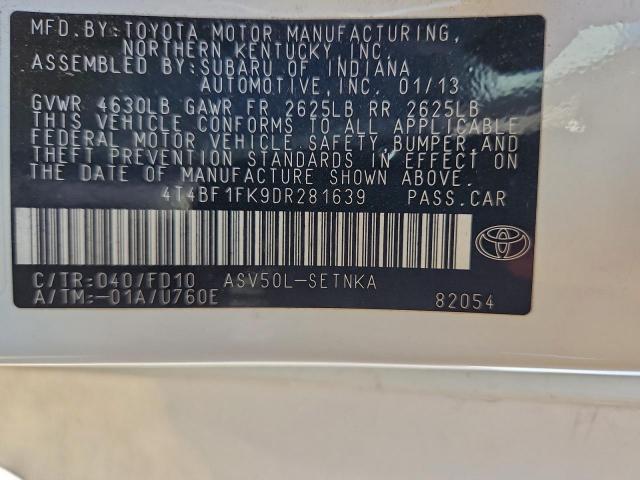 MFD.BY:TOYOTA MOTOR MANUFACTURING,
NORTHERN KENTUCKY INC.
ASSEMBLED BY:SUBARU OF INDIANA
AUTOMOTIVE,INC. 01/13
GVWR 4630LB GAWR FR 2625LB RR 2625LB
THIS VEHICLE CONFORMS TO ALL APPLICABLE
FEDERAL MOTOR VEHICLE SAFETY,BUMPER,AND
THEFT PREVENTION STANDARDS IN EFFECT ON
THE DATE OF MANUFACTURE SHOWN ABOVE.
4T4BF1FK9DR281639 PASS.CAR
C/TR:040/FD10 ASV50L-SETNKA
A/TM:-01A/U760E 82054